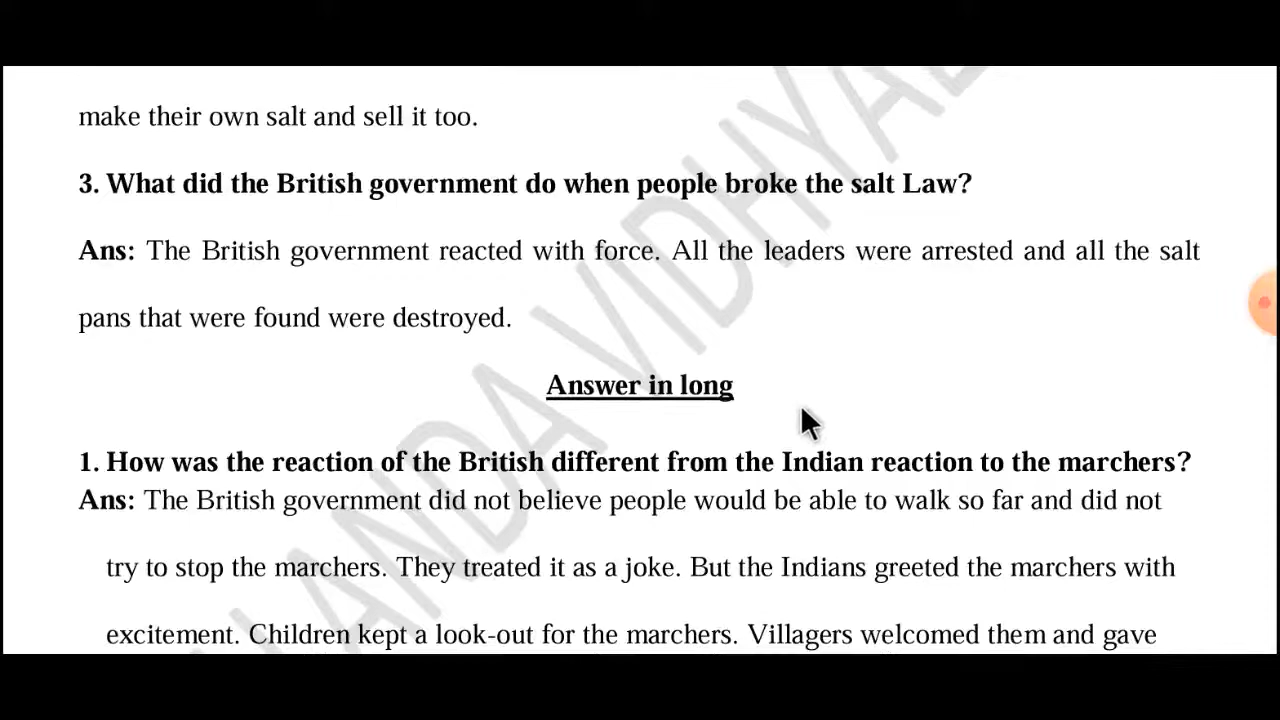 make their own salt and sell it too.
3. What did the British government do when people broke the salt Law?
Ans: The British government reacted with force. All the leaders were arrested and all the salt
pans that were found were destroyed.
Answer in long
1. How was the reaction of the British different from the Indian reaction to the marchers?
Ans: The British government did not believe people would be able to walk so far and did not
try to stop the marchers. They treated it as a joke. But the Indians greeted the marchers with
excitement. Children kept a look-out for the marchers. Villagers welcomed them and gave